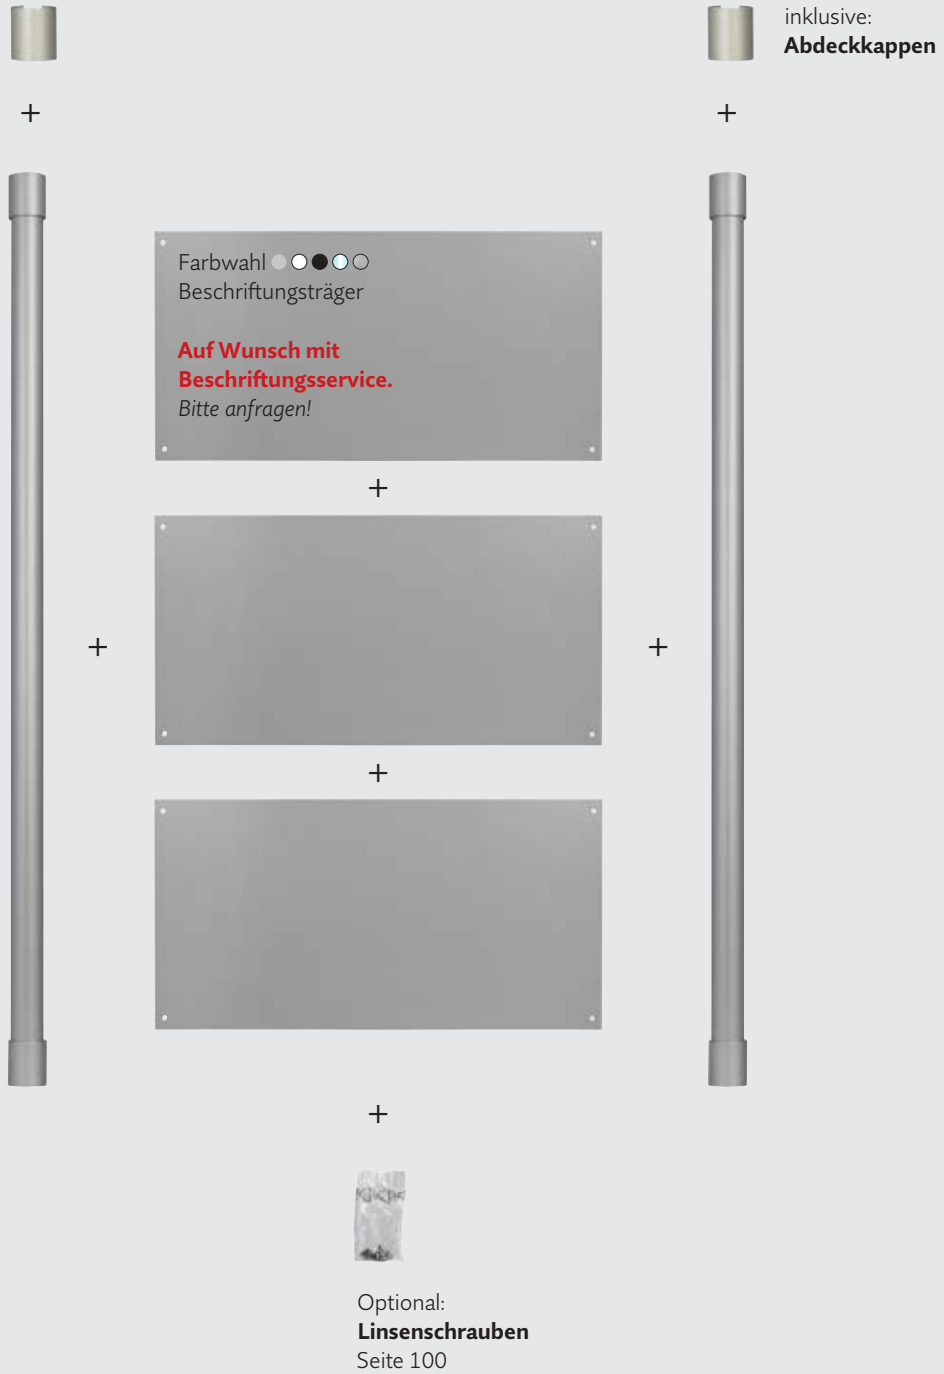 inklusive:
Abdeckkappen
+
+
Farbwahl
Beschriftungsträger
Auf Wunsch mit
Beschriftungsservice.
Bitte anfragen!
+
+
+
+
+
Optional:
Linsenschrauben
Seite 100